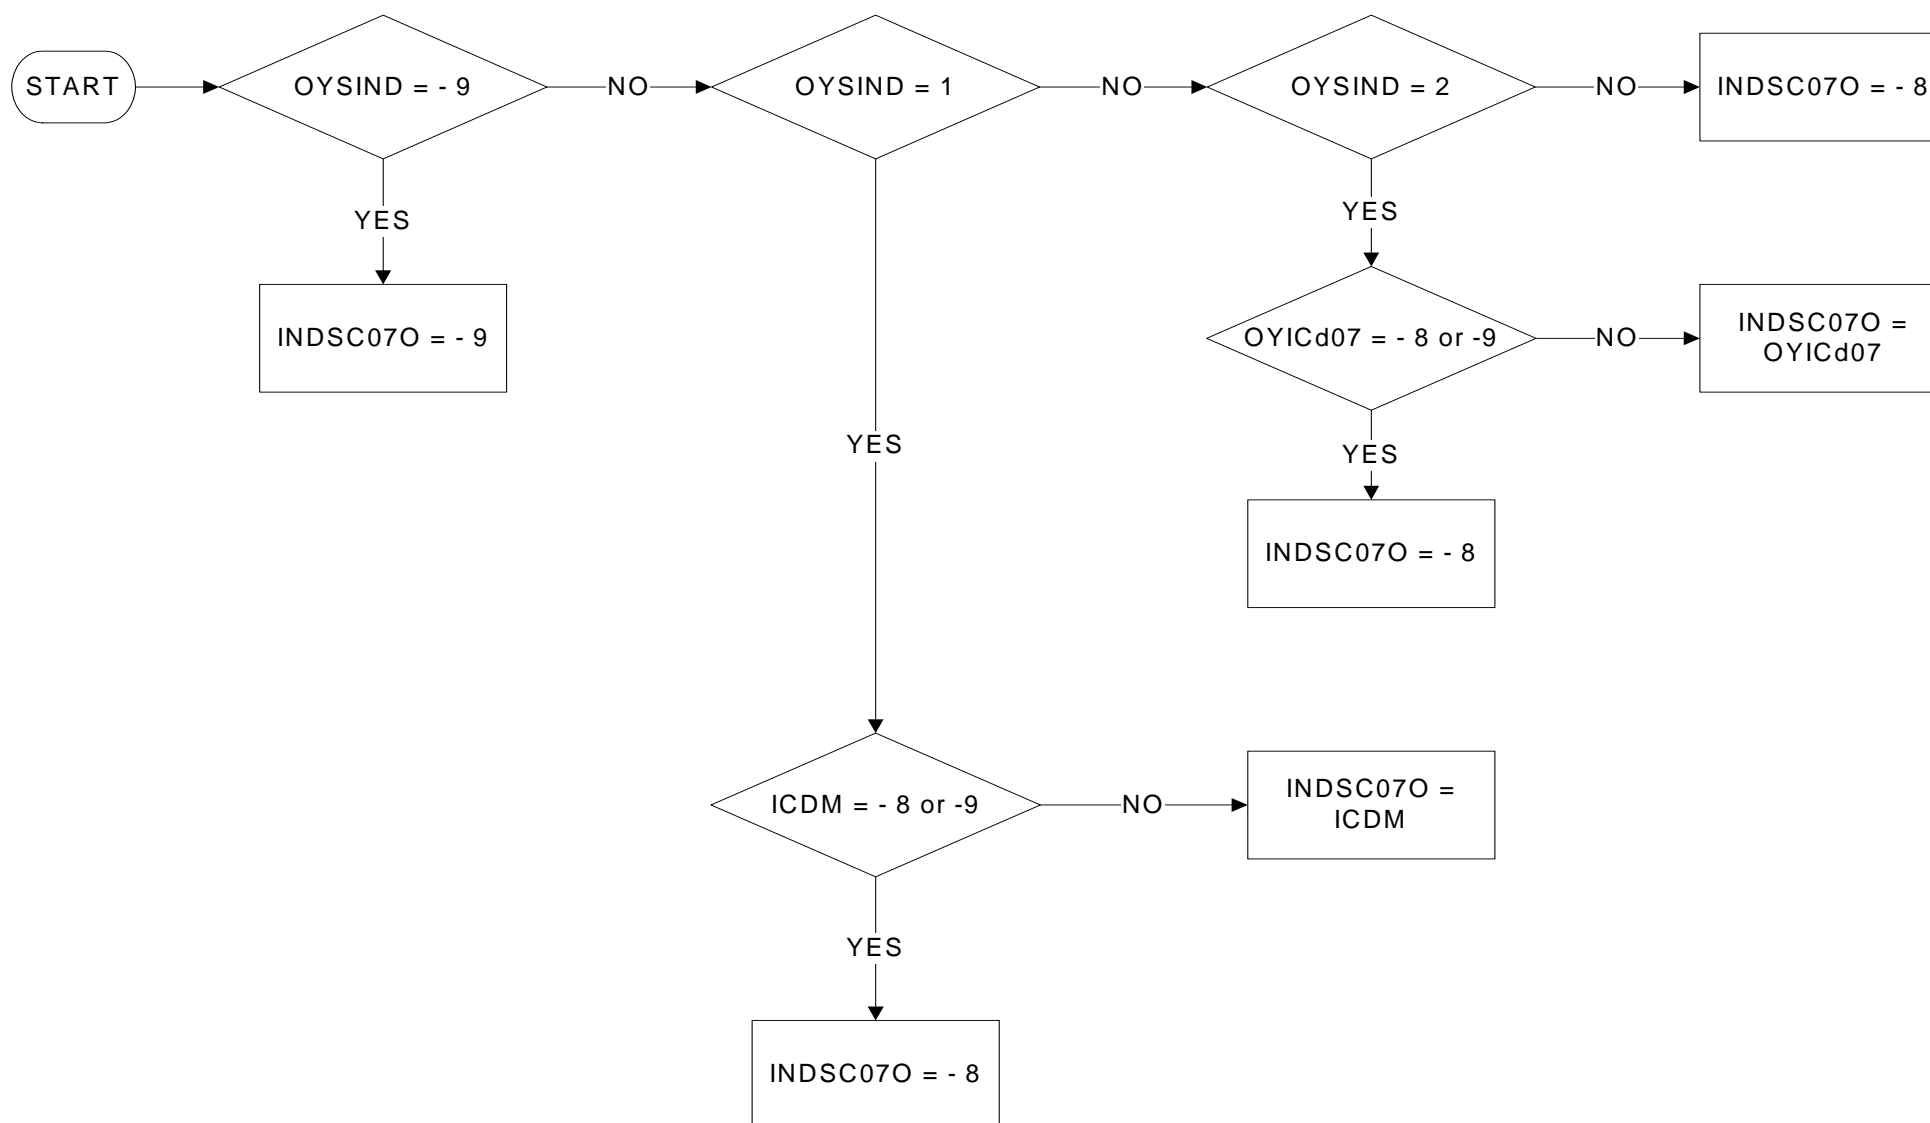 START
OYSIND = - 9
NO
OYSIND = 1
NO
OYSIND = 2
NO
INDSC07O = - 8
YES
YES
INDSC07O = - 9
OYICd07 = - 8 or -9
NO
INDSC07O =
OYICd07
YES
YES
INDSC07O = - 8
ICDM = - 8 or -9
NO
INDSC07O =
ICDM
YES
INDSC07O = - 8